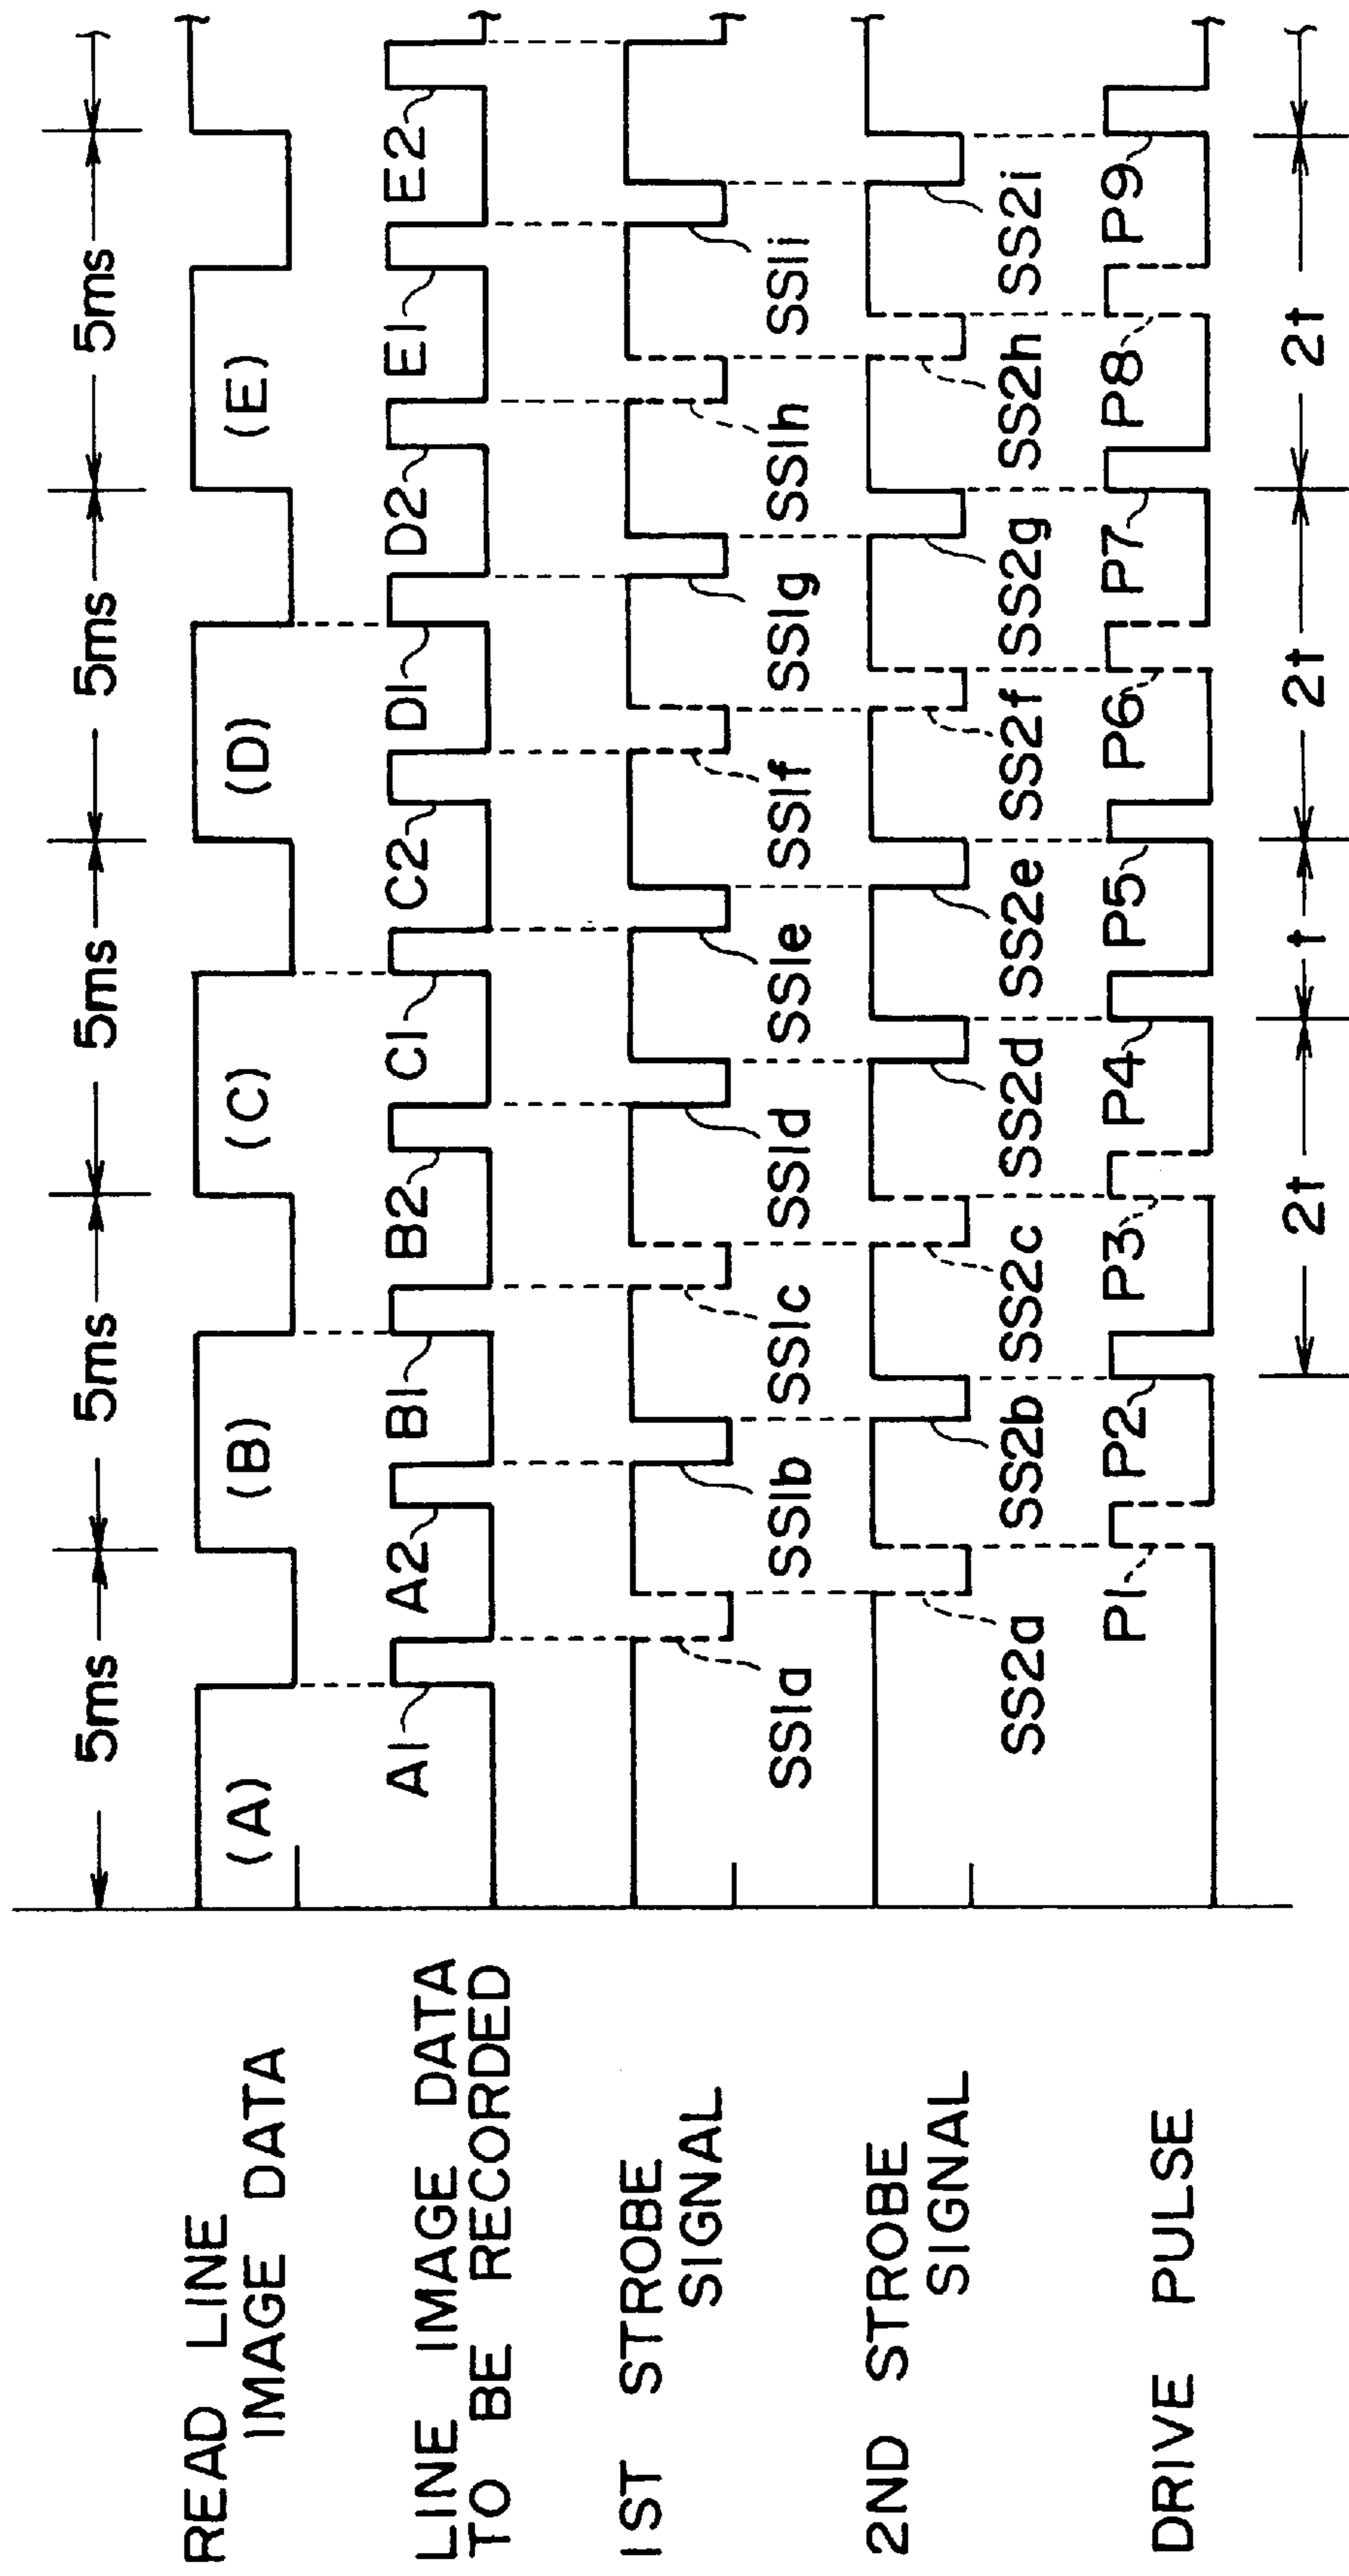 5ms 5ms 5ms 5ms 5ms
READ LINE
IMAGE DATA
(A) (B) (C) (D) (E)
LINE IMAGE DATA
TO BE RECORDED
A1 A2 B1 B2 C1 C2 D1 D2 E1 E2
1ST STROBE
SIGNAL
SS1a SS1b SS1c SS1d SS1e SS1f SS1g SS1h SS1i
2ND STROBE
SIGNAL
SS2a SS2b SS2c SS2d SS2e SS2f SS2g SS2h SS2i
DRIVE PULSE
P1 P2 P3 P4 P5 P6 P7 P8 P9
2t t 2t 2t 2t